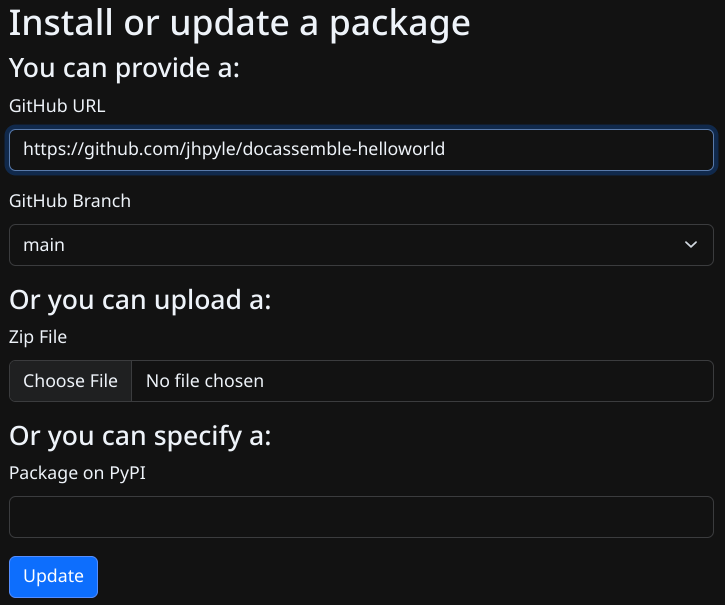 Install or update a package
You can provide a:
GitHub URL
https://github.com/jhpyle/docassemble-helloworld
GitHub Branch
main
Or you can upload a:
Zip File
Choose File No file chosen
Or you can specify a:
Package on PyPI
Update